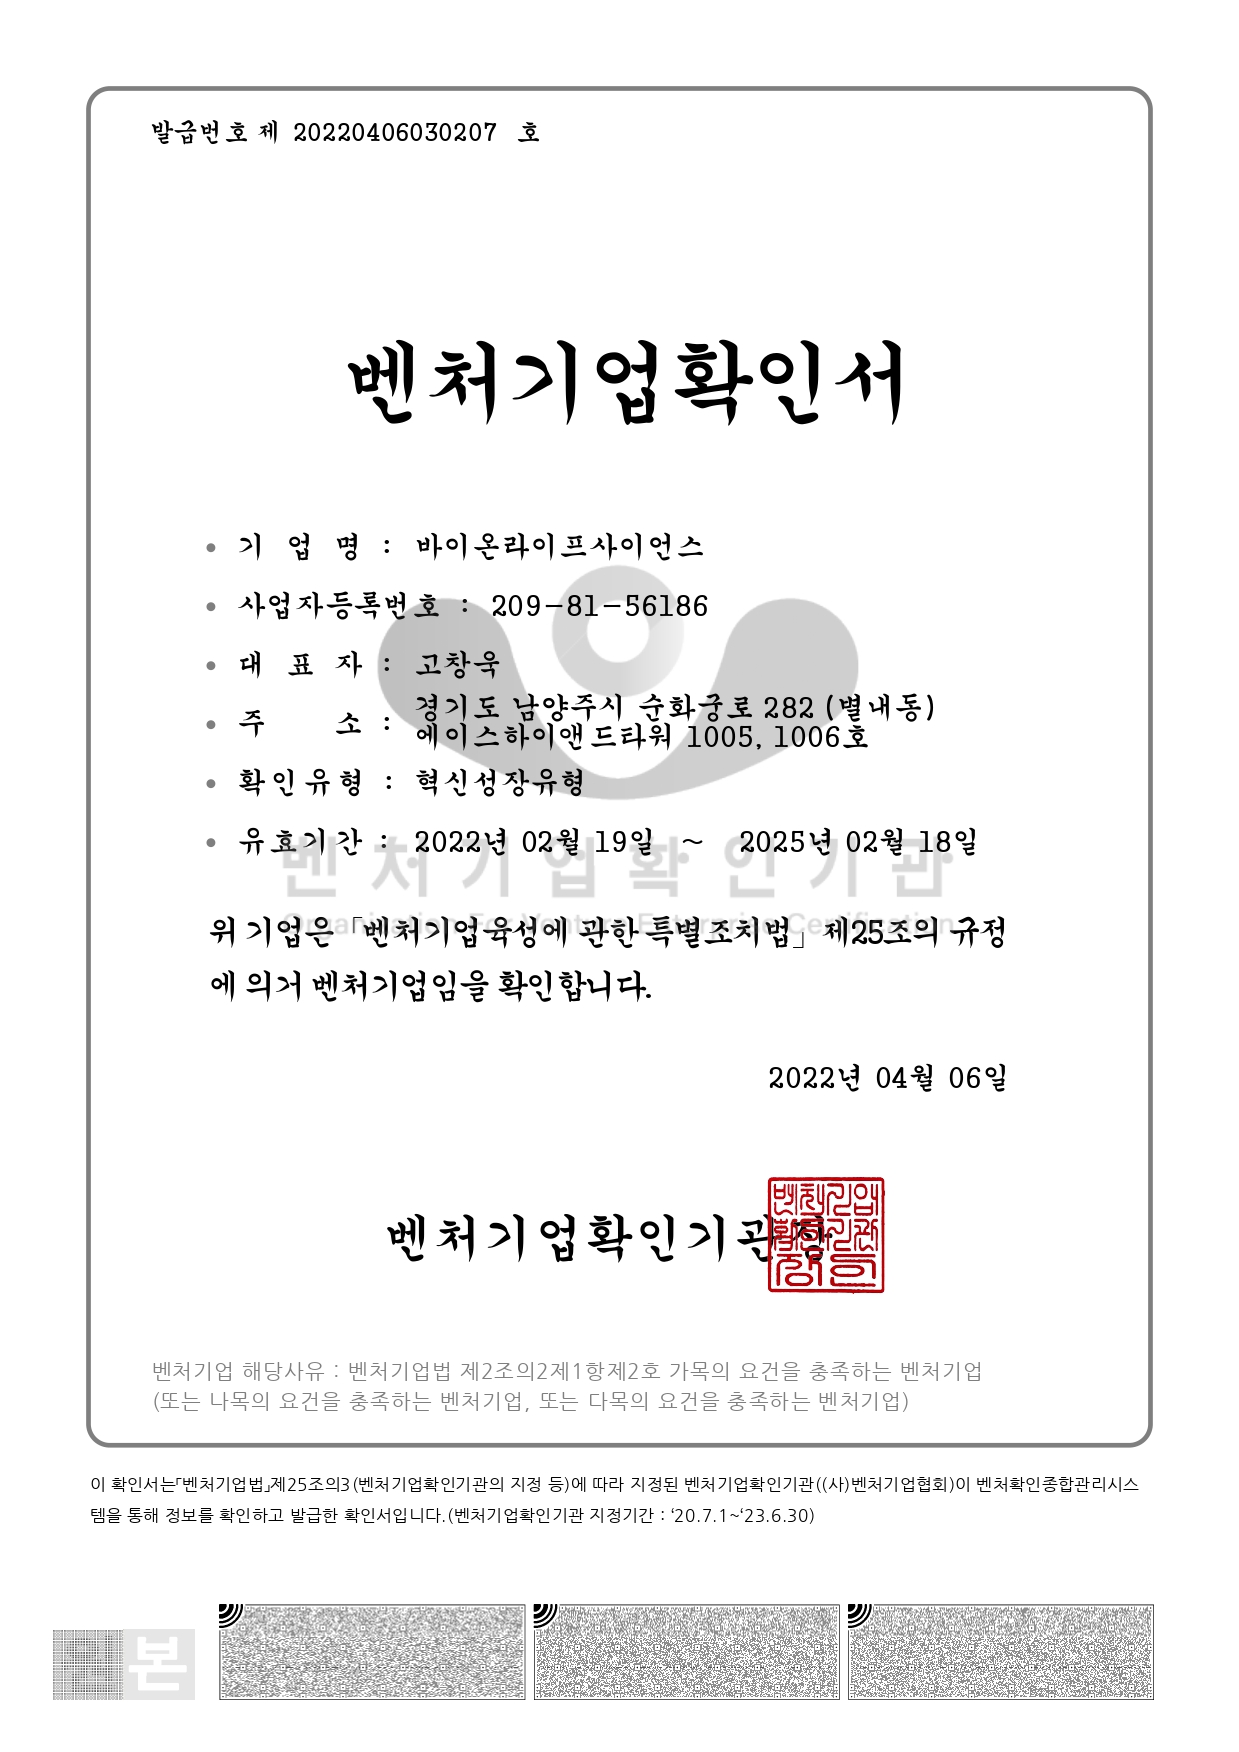 발급번호 제 20220406030207 호
벤처기업확인서
기 업 명 : 바이온라이프사이언스
사업자등록번호 : 209-81-56186
대 표 자 : 고창욱
주 소 : 경기도 남양주시 순화궁로 282 (별내동)
에이스하이앤드타워 1005, 1006호
확인유형 : 혁신성장유형
유효기간 : 2022년 02월 19일 ~ 2025년 02월 18일
벤처기업확인기관
Organization For Venture Enterprise Certification
위 기업은 「벤처기업육성에 관한 특별조치법」 제25조의 규정
에 의거 벤처기업임을 확인합니다.
2022년 04월 06일
벤처기업확인기관장
벤처기업 해당사유 : 벤처기업법 제2조의2제1항제2호 가목의 요건을 충족하는 벤처기업
(또는 나목의 요건을 충족하는 벤처기업, 또는 다목의 요건을 충족하는 벤처기업)
이 확인서는「벤처기업법」제25조의3(벤처기업확인기관의 지정 등)에 따라 지정된 벤처기업확인기관((사)벤처기업협회)이 벤처확인종합관리시스
템을 통해 정보를 확인하고 발급한 확인서입니다.(벤처기업확인기관 지정기간 : ‘20.7.1~‘23.6.30)
본